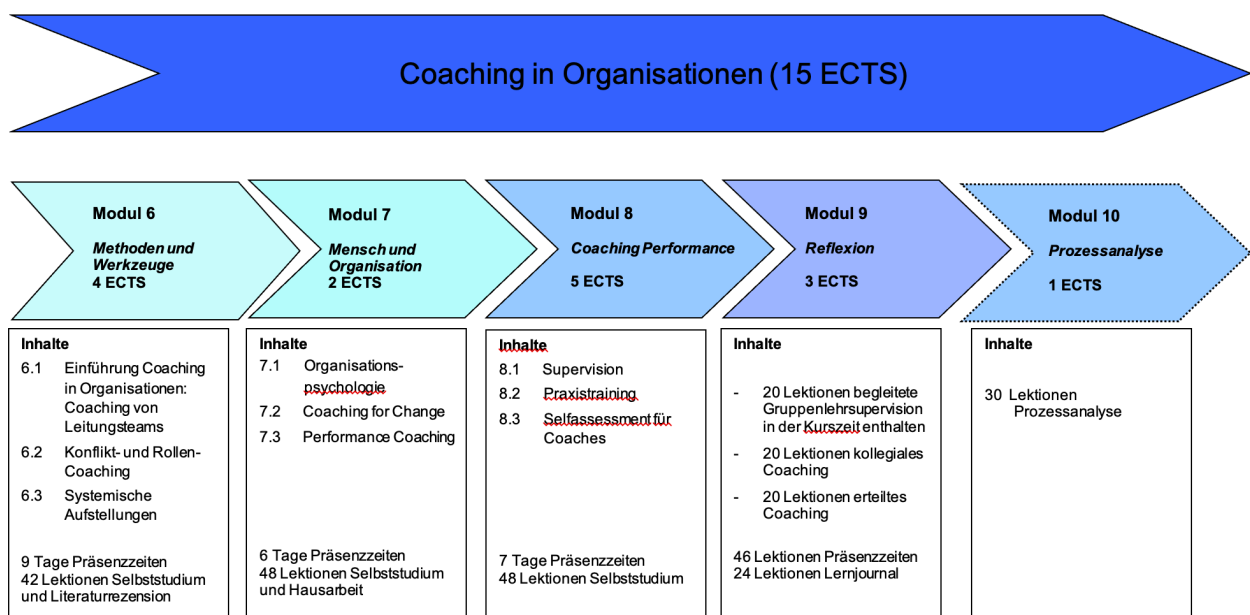 Coaching in Organisationen (15 ECTS)
Modul 6
Methoden und
Werkzeuge
4 ECTS
Modul 7
Mensch und
Organisation
2 ECTS
Modul 8
Coaching Performance
5 ECTS
Modul 9
Reflexion
3 ECTS
Modul 10
Prozessanalyse
1 ECTS
Inhalte
6.1 Einführung Coaching
in Organisationen:
Coaching von
Leitungsteams
6.2 Konflikt- und Rollen-
Coaching
6.3 Systemische
Aufstellungen
9 Tage Präsenzzeiten
42 Lektionen Selbststudium
und Literaturrezension
Inhalte
7.1 Organisations-
psychologie
7.2 Coaching for Change
7.3 Performance Coaching
6 Tage Präsenzzeiten
48 Lektionen Selbststudium
und Hausarbeit
Inhalte
8.1 Supervision
8.2 Praxistraining
8.3 Selfassessment für
Coaches
7 Tage Präsenzzeiten
48 Lektionen Selbststudium
Inhalte
- 20 Lektionen begleitete
Gruppenlehrsupervision
in der Kurszeit enthalten
- 20 Lektionen kollegiales
Coaching
- 20 Lektionen erteiltes
Coaching
46 Lektionen Präsenzzeiten
24 Lektionen Lernjournal
Inhalte
30 Lektionen
Prozessanalyse